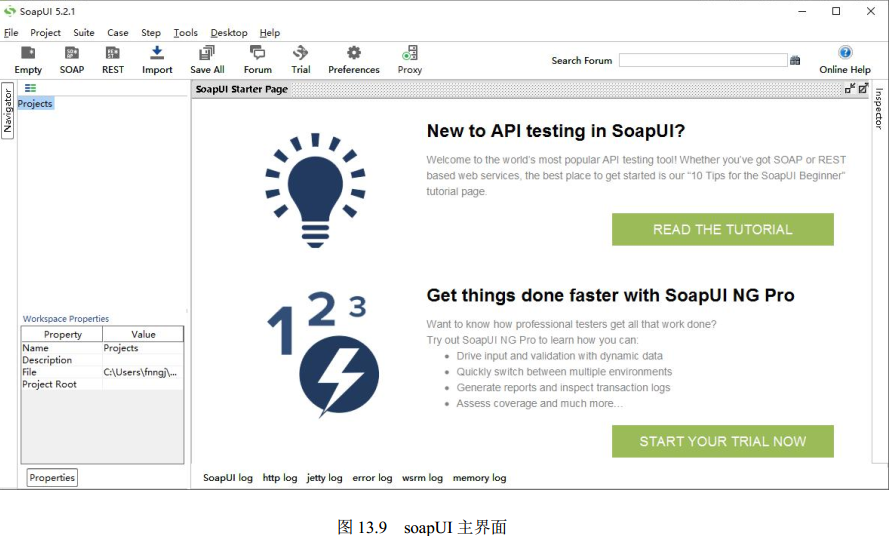 SoapUI 5.2.1
File Project Suite Case Step Tools Desktop Help
Empty SOAP REST Import Save All Forum Trial Preferences Proxy Search Forum Online Help
Navigator
Projects
SoapUI Starter Page
Inspector
New to API testing in SoapUI?
Welcome to the world's most popular API testing tool! Whether you've got SOAP or REST
based web services, the best place to get started is our "10 Tips for the SoapUI Beginner"
tutorial page.
READ THE TUTORIAL
1 2 3
Get things done faster with SoapUI NG Pro
Want to know how professional testers get all that work done?
Try out SoapUI NG Pro to learn how you can:
• Drive input and validation with dynamic data
• Quickly switch between multiple environments
• Generate reports and inspect transaction logs
• Assess coverage and much more...
START YOUR TRIAL NOW
Workspace Properties
Property Value
Name Projects
Description
File C:\Users\fnngj\...
Project Root
Properties
SoapUI log http log jetty log error log wsrm log memory log
图 13.9 soapUI 主界面